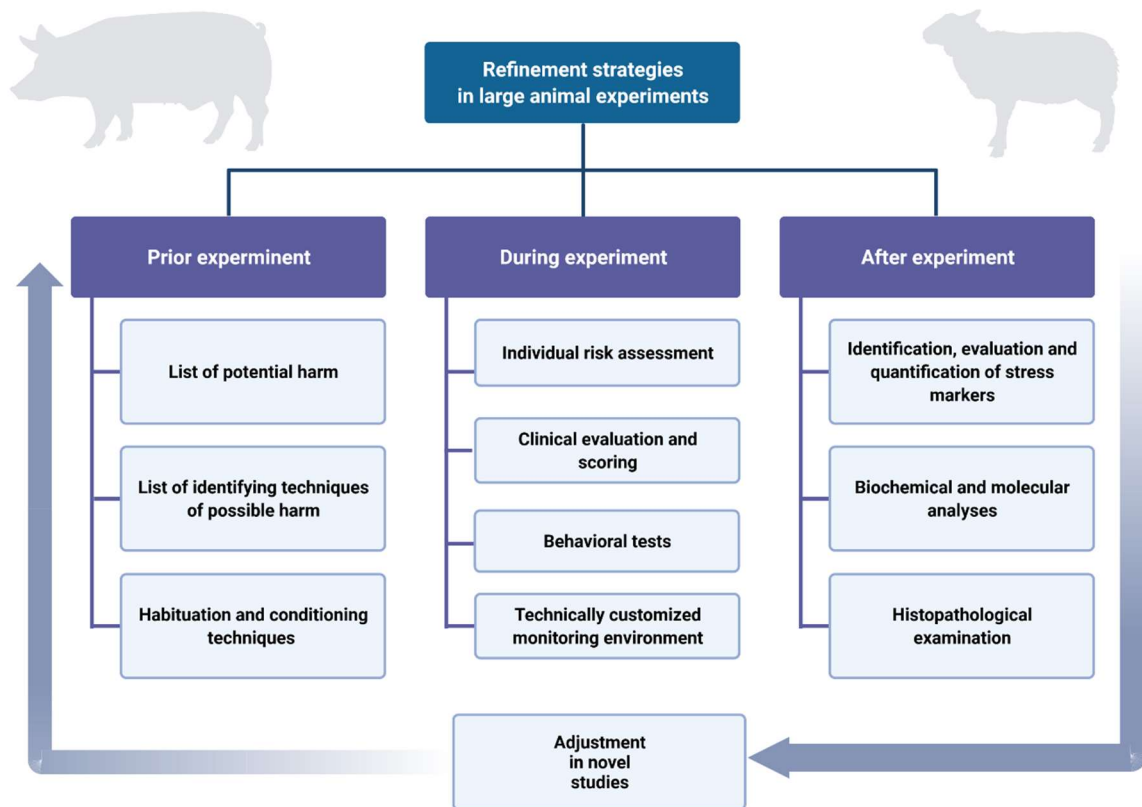 Refinement strategies
in large animal experiments
Prior experminent
List of potential harm
List of identifying techniques
of possible harm
Habituation and conditioning
techniques
During experiment
Individual risk assessment
Clinical evaluation and
scoring
Behavioral tests
Technically customized
monitoring environment
After experiment
Identification, evaluation and
quantification of stress
markers
Biochemical and molecular
analyses
Histopathological
examination
Adjustment
in novel
studies